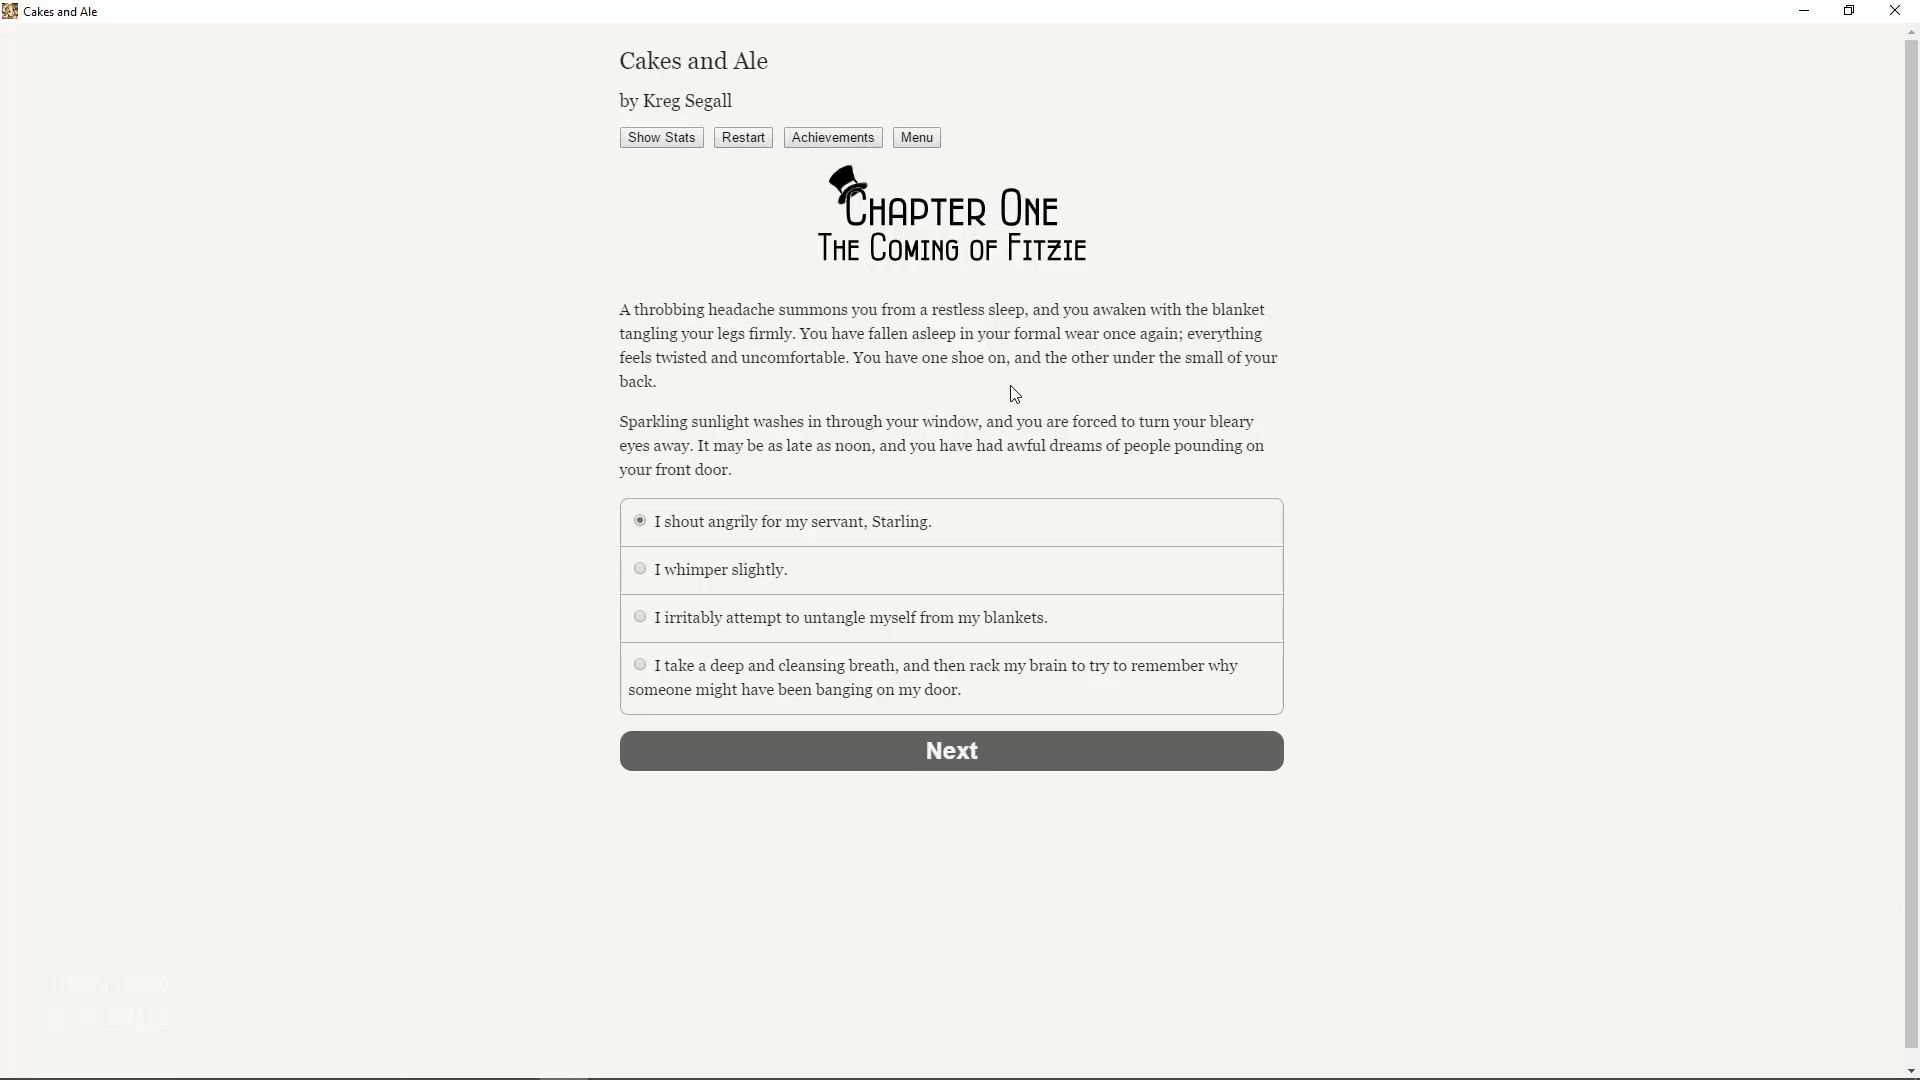 Cakes and Ale
Cakes and Ale
by Kreg Segall
Show Stats Restart Achievements Menu
CHAPTER ONE
THE COMING OF FITZIE
A throbbing headache summons you from a restless sleep, and you awaken with the blanket
tangling your legs firmly. You have fallen asleep in your formal wear once again; everything
feels twisted and uncomfortable. You have one shoe on, and the other under the small of your
back.
Sparkling sunlight washes in through your window, and you are forced to turn your bleary
eyes away. It may be as late as noon, and you have had awful dreams of people pounding on
your front door.
I shout angrily for my servant, Starling.
I whimper slightly.
I irritably attempt to untangle myself from my blankets.
I take a deep and cleansing breath, and then rack my brain to try to remember why
someone might have been banging on my door.
Next